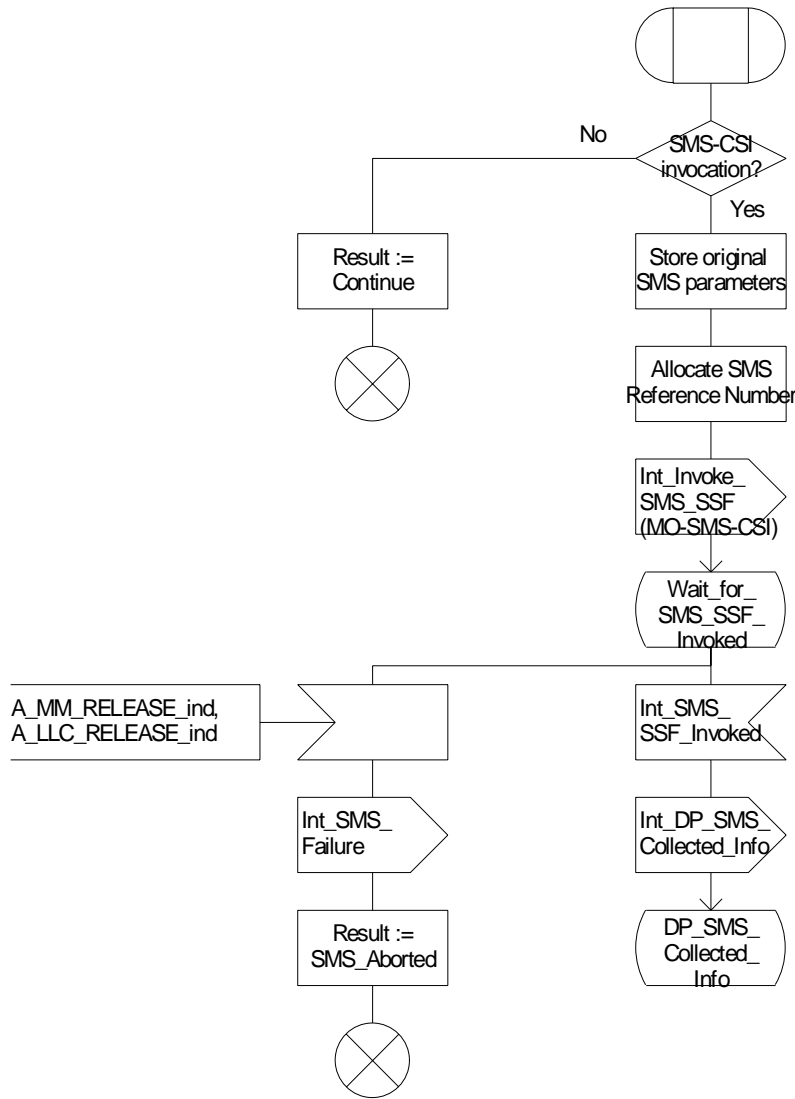 No
SMS-CSI
invocation?
Yes
Result :=
Continue
Store original
SMS parameters
Allocate SMS
Reference Number
Int_Invoke_
SMS_SSF
(MO-SMS-CSI)
Wait_for_
SMS_SSF_
Invoked
A_MM_RELEASE_ind,
A_LLC_RELEASE_ind
Int_SMS_
SSF_Invoked
Int_SMS_
Failure
Int_DP_SMS_
Collected_Info
Result :=
SMS_Aborted
DP_SMS_
Collected_
Info